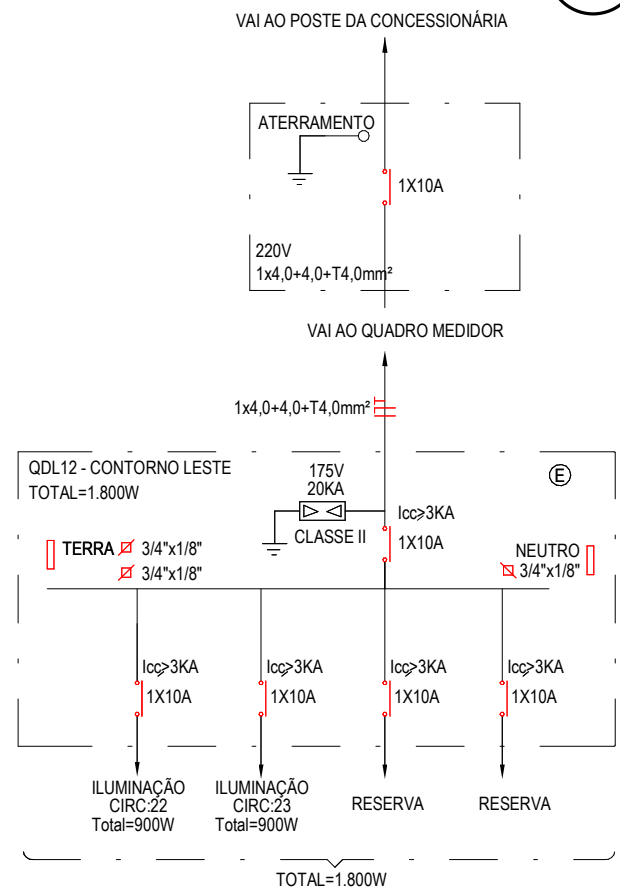 VAI AO POSTE DA CONCESSIONÁRIA
ATERRAMENTO
1X10A
220V
1x4,0+4,0+T4,0mm²
VAI AO QUADRO MEDIDOR
1x4,0+4,0+T4,0mm²
QDL12 - CONTORNO LESTE
TOTAL=1.800W
175V
20KA
CLASSE II
E
Icc≥3KA
1X10A
TERRA
3/4"x1/8"
3/4"x1/8"
NEUTRO
3/4"x1/8"
Icc≥3KA
1X10A
Icc≥3KA
1X10A
Icc≥3KA
1X10A
Icc≥3KA
1X10A
ILUMINAÇÃO
CIRC:22
Total=900W
ILUMINAÇÃO
CIRC:23
Total=900W
RESERVA
RESERVA
TOTAL=1.800W